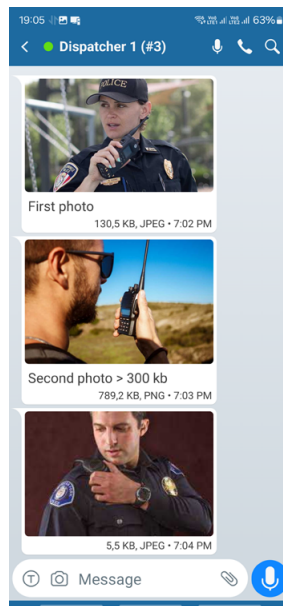 19:05 63%
Dispatcher 1 (#3)
POLICE
First photo
130,5 KB, JPEG • 7:02 PM
Second photo > 300 kb
789,2 KB, PNG • 7:03 PM
5,5 KB, JPEG • 7:04 PM
T Message